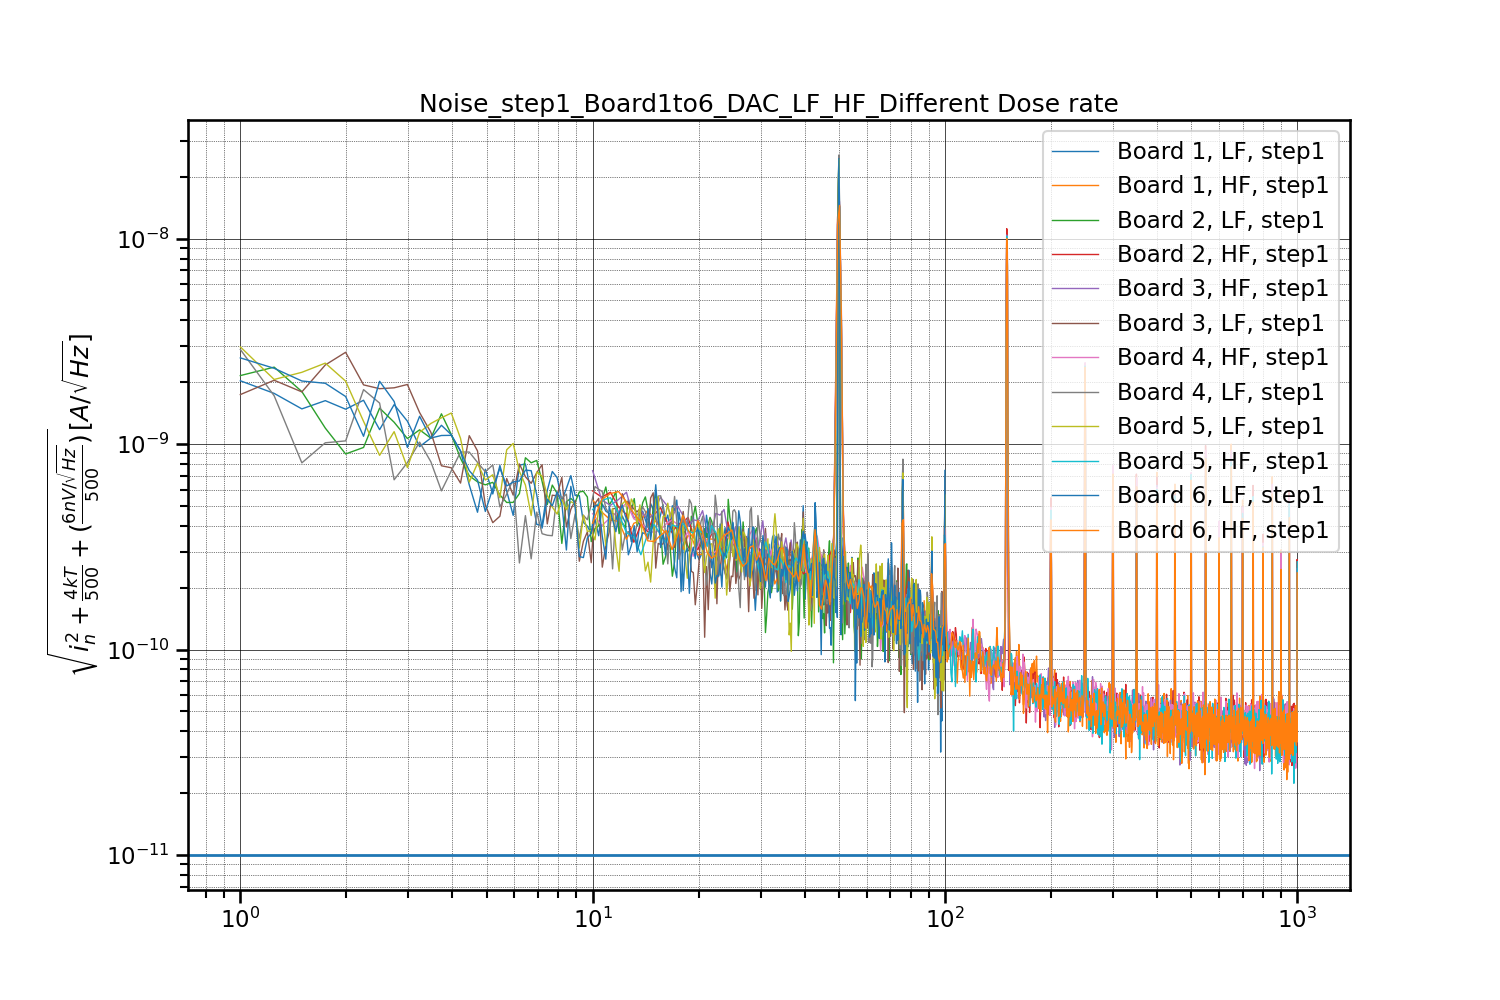 Noise_step1_Board1to6_DAC_LF_HF_Different Dose rate
Board 1, LF, step1
Board 1, HF, step1
Board 2, LF, step1
Board 2, HF, step1
Board 3, HF, step1
Board 3, LF, step1
Board 4, HF, step1
Board 4, LF, step1
Board 5, LF, step1
Board 5, HF, step1
Board 6, LF, step1
Board 6, HF, step1
10⁻⁸
10⁻⁹
10⁻¹⁰
10⁻¹¹
10⁰ 10¹ 10² 10³
√(iₙ² + 4kT/500 + (6nV/√Hz/500)) [A/√Hz]